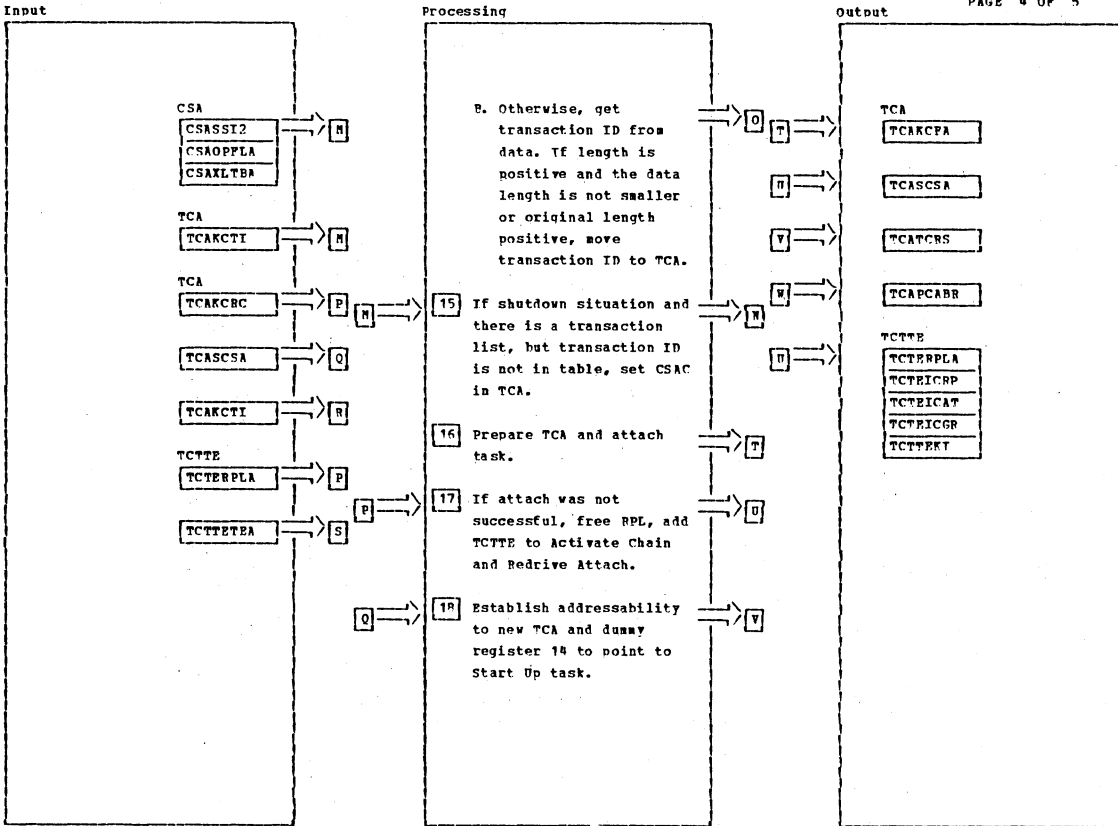 PAGE 4 OF 5
Input
Processing
Output
CSA
CSASSI2
M
CSAOPFLA
CSAXLTBA
TCA
TCAKCTI
M
TCA
TCAKCRC
P
TCASCSA
Q
TCAKCTI
R
TCTTE
TCTERPLA
P
TCTTETEA
S
B. Otherwise, get
transaction ID from
data. If length is
positive and the data
length is not smaller
or original length
positive, move
transaction ID to TCA.
O
M
15 If shutdown situation and
there is a transaction
list, but transaction ID
is not in table, set CSAC
in TCA.
N
16 Prepare TCA and attach
task.
T
P
17 If attach was not
successful, free RPL, add
TCTTE to Activate Chain
and Redrive Attach.
U
Q
18 Establish addressability
to new TCA and dummy
register 14 to point to
Start Up task.
V
TCA
T
TCAKCFA
U
TCASCSA
V
TCATCRS
W
TCAPCABR
TCTTE
U
TCTERPLA
TCTEICRP
TCTEICAT
TCTEICGR
TCTTEKT